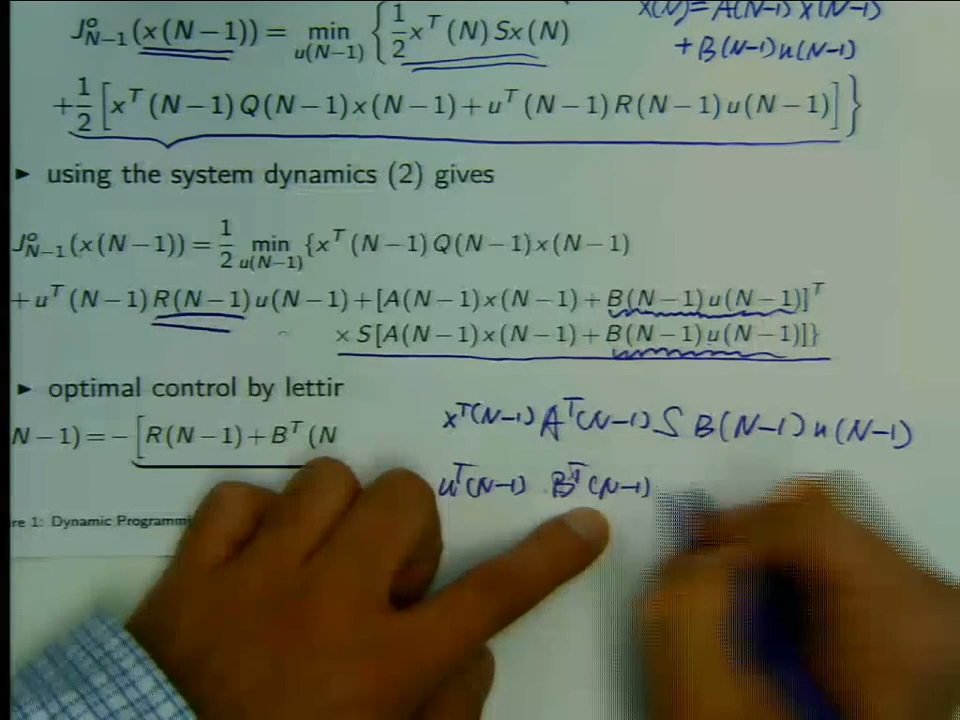 J°_{N−1}(x(N−1)) = min_{u(N−1)} { 1/2 x^T(N) S x(N)
x(N) = A(N−1) x(N−1)
+ B(N−1) u(N−1)
+ 1/2 [ x^T(N−1) Q(N−1) x(N−1) + u^T(N−1) R(N−1) u(N−1) ] }
► using the system dynamics (2) gives
J°_{N−1}(x(N−1)) = 1/2 min_{u(N−1)} {x^T(N−1) Q(N−1) x(N−1)
+ u^T(N−1) R(N−1) u(N−1) + [A(N−1) x(N−1) + B(N−1) u(N−1)]^T
× S[A(N−1) x(N−1) + B(N−1) u(N−1)]}
► optimal control by
x^T(N−1) A^T(N−1) S B(N−1) u(N−1)
N−1) = − [ R(N−1) + B^T(N
u^T(N−1) B^T(N−1)
1: Dynamic